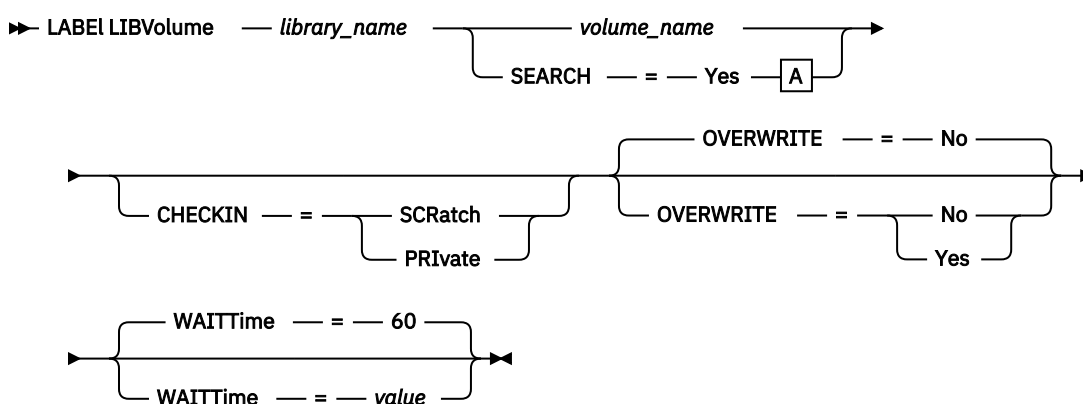 LABEl LIBVolume — library_name — volume_name
SEARCH — = — Yes — A
OVERWRITE — = — No
CHECKIN — = — SCRatch
OVERWRITE — = — No
PRIvate
Yes
WAITTime — = — 60
WAITTime — = — value